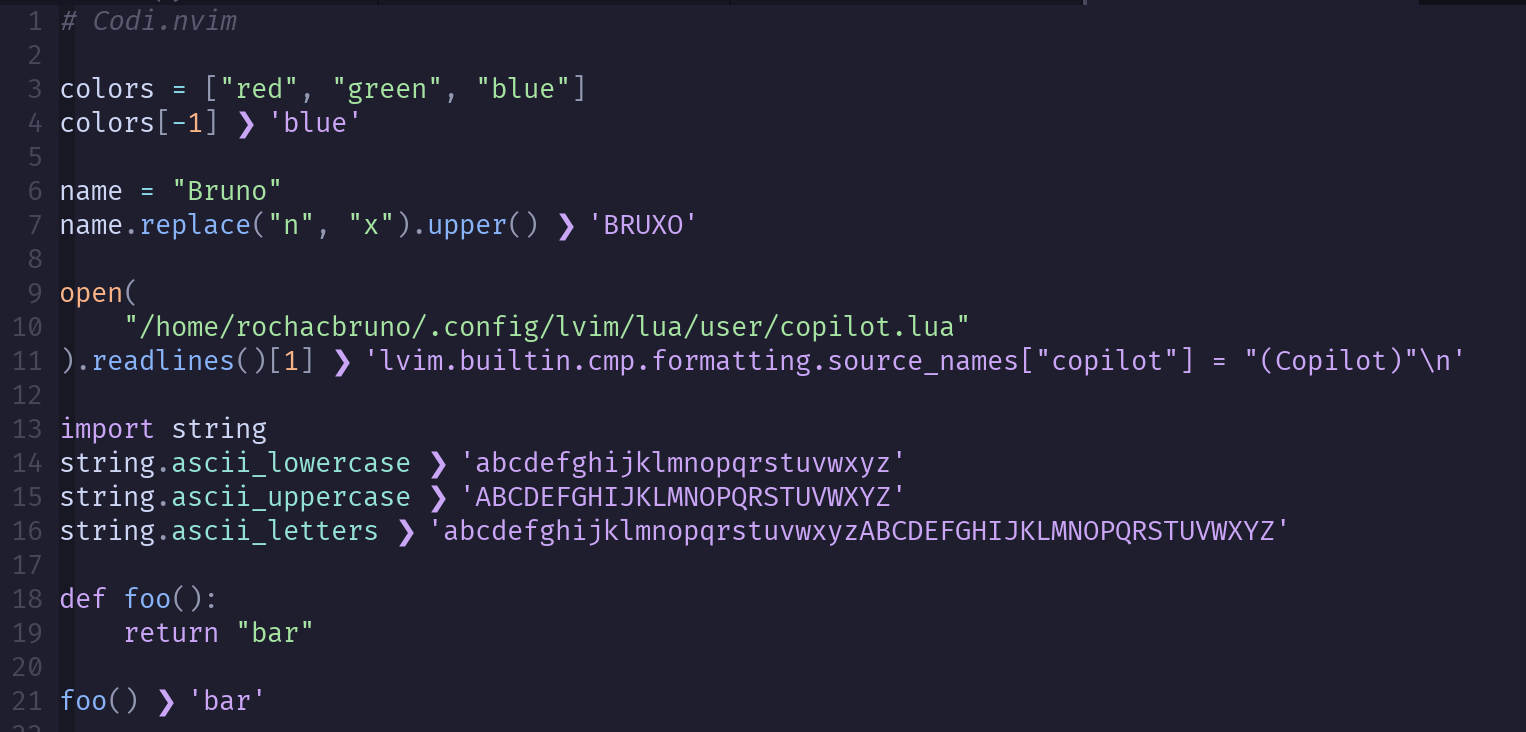 1 # Codi.nvim
2
3 colors = ["red", "green", "blue"]
4 colors[-1] ❯ 'blue'
5
6 name = "Bruno"
7 name.replace("n", "x").upper() ❯ 'BRUXO'
8
9 open(
10     "/home/rochacbruno/.config/lvim/lua/user/copilot.lua"
11 ).readlines()[1] ❯ 'lvim.builtin.cmp.formatting.source_names["copilot"] = "(Copilot)"\n'
12
13 import string
14 string.ascii_lowercase ❯ 'abcdefghijklmnopqrstuvwxyz'
15 string.ascii_uppercase ❯ 'ABCDEFGHIJKLMNOPQRSTUVWXYZ'
16 string.ascii_letters ❯ 'abcdefghijklmnopqrstuvwxyzABCDEFGHIJKLMNOPQRSTUVWXYZ'
17
18 def foo():
19     return "bar"
20
21 foo() ❯ 'bar'